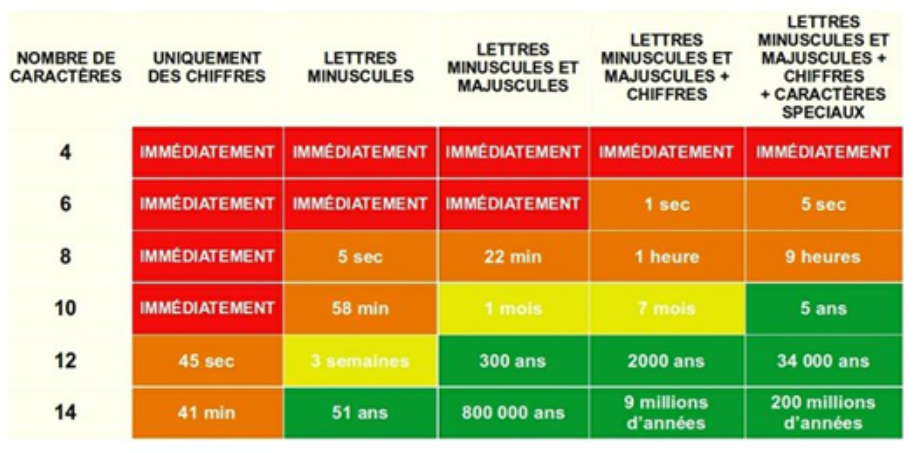 NOMBRE DE CARACTÈRES UNIQUEMENT DES CHIFFRES LETTRES MINUSCULES LETTRES MINUSCULES ET MAJUSCULES LETTRES MINUSCULES ET MAJUSCULES + CHIFFRES LETTRES MINUSCULES ET MAJUSCULES + CHIFFRES + CARACTÈRES SPECIAUX
4 IMMÉDIATEMENT IMMÉDIATEMENT IMMÉDIATEMENT IMMÉDIATEMENT IMMÉDIATEMENT
6 IMMÉDIATEMENT IMMÉDIATEMENT IMMÉDIATEMENT 1 sec 5 sec
8 IMMÉDIATEMENT 5 sec 22 min 1 heure 9 heures
10 IMMÉDIATEMENT 58 min 1 mois 7 mois 5 ans
12 45 sec 3 semaines 300 ans 2000 ans 34 000 ans
14 41 min 51 ans 800 000 ans 9 millions d'années 200 millions d'années